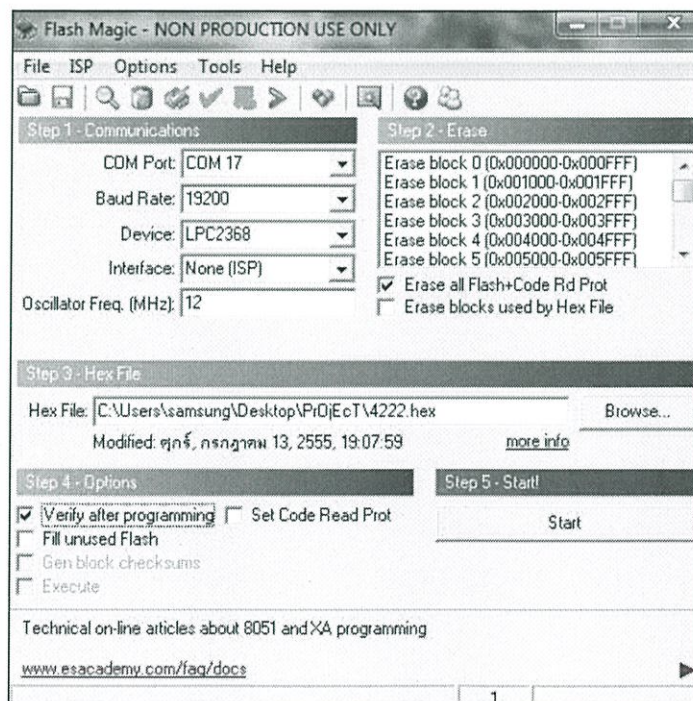 Flash Magic - NON PRODUCTION USE ONLY
File ISP Options Tools Help
Step 1 - Communications
COM Port: COM 17
Baud Rate: 19200
Device: LPC2368
Interface: None (ISP)
Oscillator Freq. (MHz): 12
Step 2 - Erase
Erase block 0 (0x000000-0x000FFF)
Erase block 1 (0x001000-0x001FFF)
Erase block 2 (0x002000-0x002FFF)
Erase block 3 (0x003000-0x003FFF)
Erase block 4 (0x004000-0x004FFF)
Erase block 5 (0x005000-0x005FFF)
Erase all Flash+Code Rd Prot
Erase blocks used by Hex File
Step 3 - Hex File
Hex File: C:\Users\samsung\Desktop\PrOjEcT\4222.hex Browse...
Modified: ศุกร์, กรกฎาคม 13, 2555, 19:07:59 more info
Step 4 - Options
Verify after programming Set Code Read Prot
Fill unused Flash
Gen block checksums
Execute
Step 5 - Start!
Start
Technical on-line articles about 8051 and XA programming
www.esacademy.com/faq/docs
1